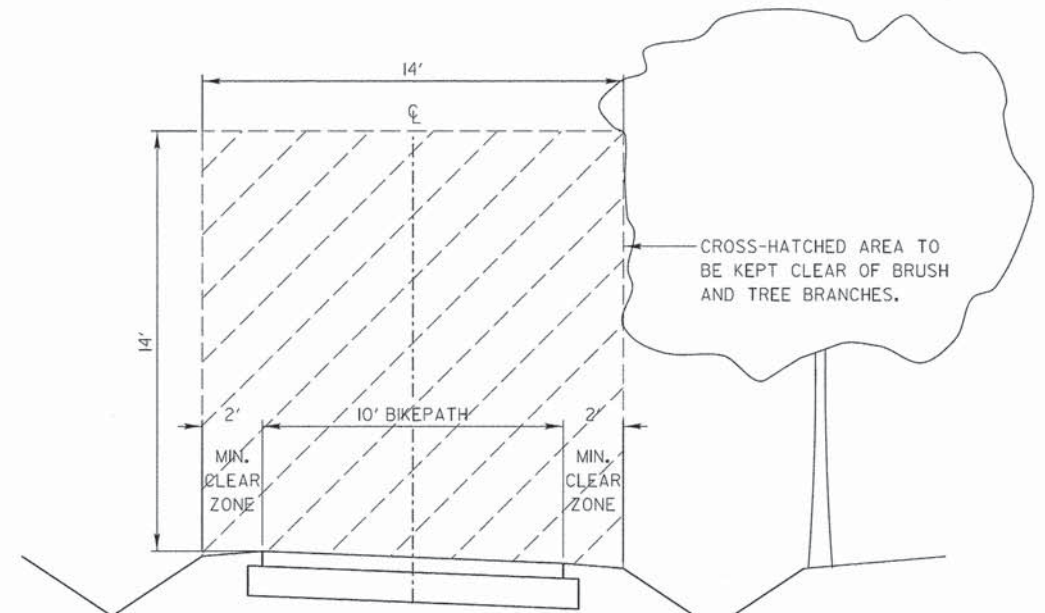 14'
℄
CROSS-HATCHED AREA TO
BE KEPT CLEAR OF BRUSH
AND TREE BRANCHES.
14'
2'
10' BIKEPATH
2'
MIN.
CLEAR
ZONE
MIN.
CLEAR
ZONE